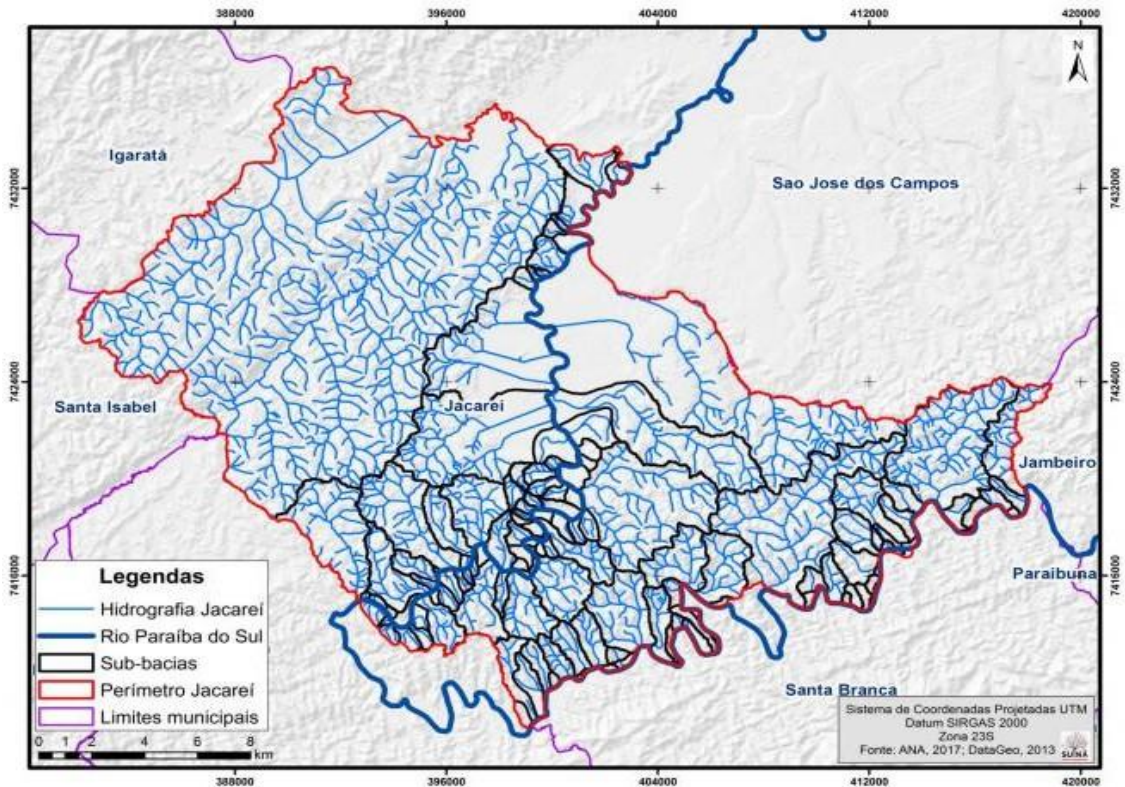 388000 396000 404000 412000 420000
N
Igaratá
Sao Jose dos Campos
7432000 7432000
7424000 7424000
Santa Isabel
Jacareí
Jambeiro
7416000 7416000
Paraibuna
Santa Branca
Legendas
Hidrografia Jacareí
Rio Paraíba do Sul
Sub-bacias
Perímetro Jacareí
Limites municipais
0 1 2 4 6 8
km
Sistema de Coordenadas Projetadas UTM
Datum SIRGAS 2000
Zona 23S
Fonte: ANA, 2017; DataGeo, 2013
SUINÃ
388000 396000 404000 412000 420000